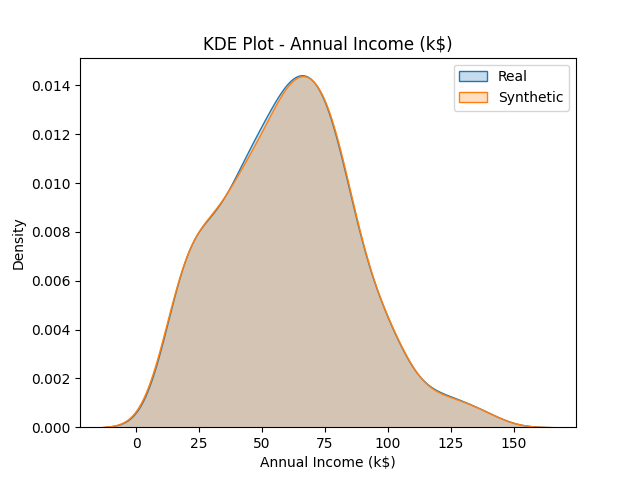 KDE Plot - Annual Income (k$)
Real
Synthetic
Density
0.014
0.012
0.010
0.008
0.006
0.004
0.002
0.000
0 25 50 75 100 125 150
Annual Income (k$)